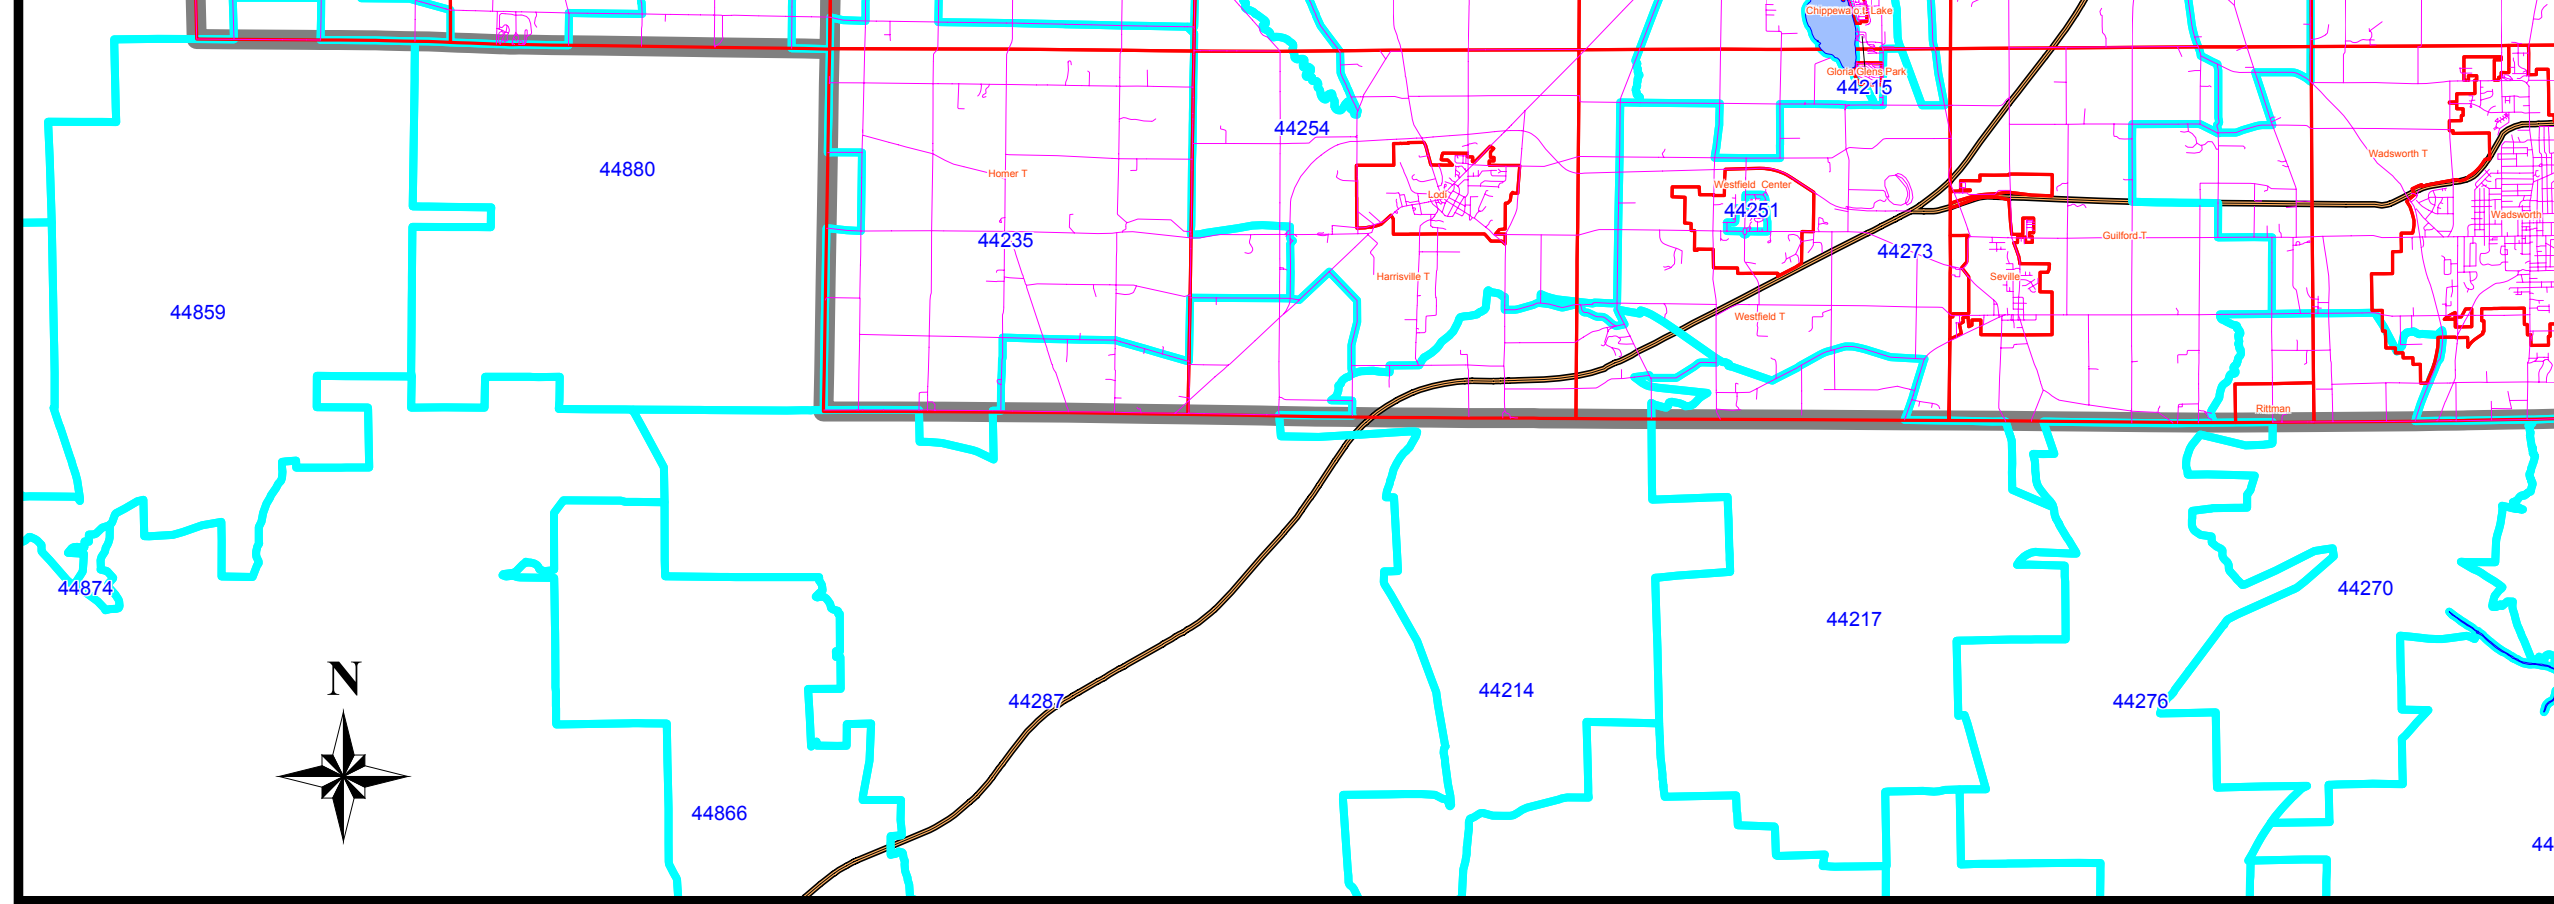 Chippewa o.t. Lake
Gloria Glens Park
44215
44254
Wadsworth T
44880
Homer T
Westfield Center
Lodi
44251
Wadsworth
44235
Guilford T
44273
Harrisville T
Seville
44859
Westfield T
Rittman
44874
44270
44217
N
44214
44287
44276
44866
44